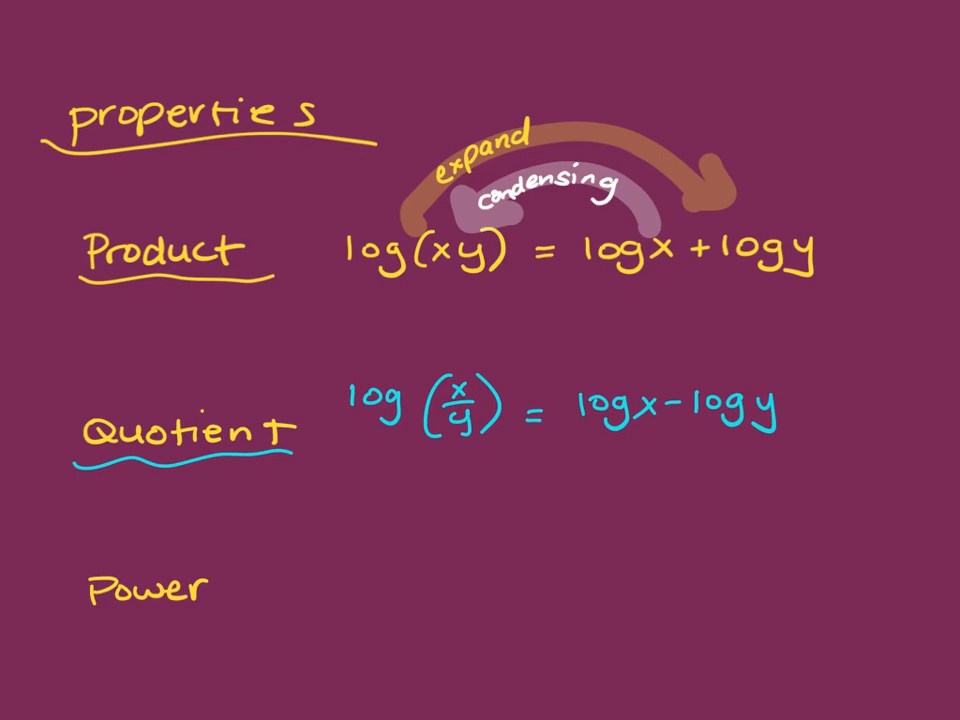 properties
expand
condensing
Product log(xy) = logx + logy
Quotient log (x/y) = logx - logy
Power